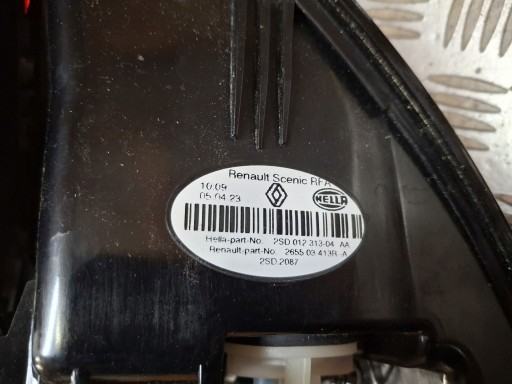 Renault Scenic RFA
10:09
05.04.23
HELLA
Hella-part-No. 2SD 012 313-04 AA
Renault-part-No. 2655 03 413R-A
2SD.2087